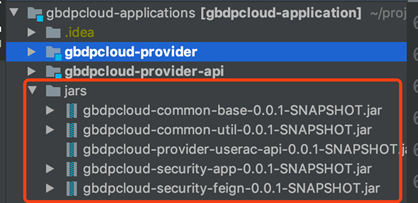 gbdpcloud-applications [gbdpcloud-application] ~/proj
.idea
gbdpcloud-provider
gbdpcloud-provider-api
jars
gbdpcloud-common-base-0.0.1-SNAPSHOT.jar
gbdpcloud-common-util-0.0.1-SNAPSHOT.jar
gbdpcloud-provider-userac-api-0.0.1-SNAPSHOT.ja
gbdpcloud-security-app-0.0.1-SNAPSHOT.jar
gbdpcloud-security-feign-0.0.1-SNAPSHOT.jar